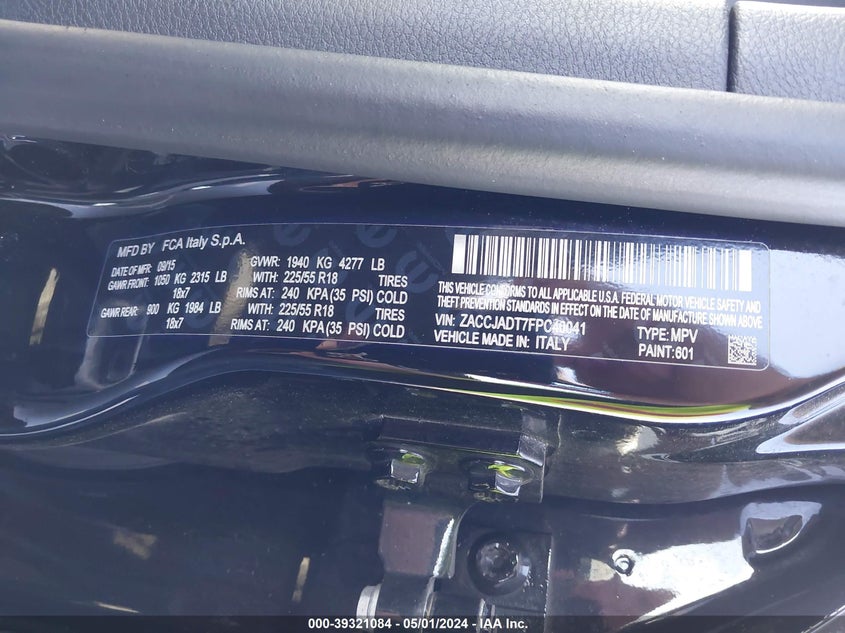 MFD BY FCA Italy S.p.A.
DATE OF MFR: 09/15 GVWR: 1940 KG 4277 LB
GAWR FRONT: 1050 KG 2315 LB WITH: 225/55 R18 TIRES
18x7 RIMS AT: 240 KPA(35 PSI) COLD
GAWR REAR: 900 KG 1984 LB WITH: 225/55 R18 TIRES
18x7 RIMS AT: 240 KPA(35 PSI) COLD
THIS VEHICLE CONFORMS TO ALL APPLICABLE U.S.A. FEDERAL MOTOR VEHICLE SAFETY AND
THEFT PREVENTION STANDARDS IN EFFECT ON THE DATE OF MANUFACTURE SHOWN ABOVE
VIN: ZACCJADT7FPC40041 TYPE: MPV
VEHICLE MADE IN: ITALY PAINT: 601
000-39321084 - 05/01/2024 - IAA Inc.